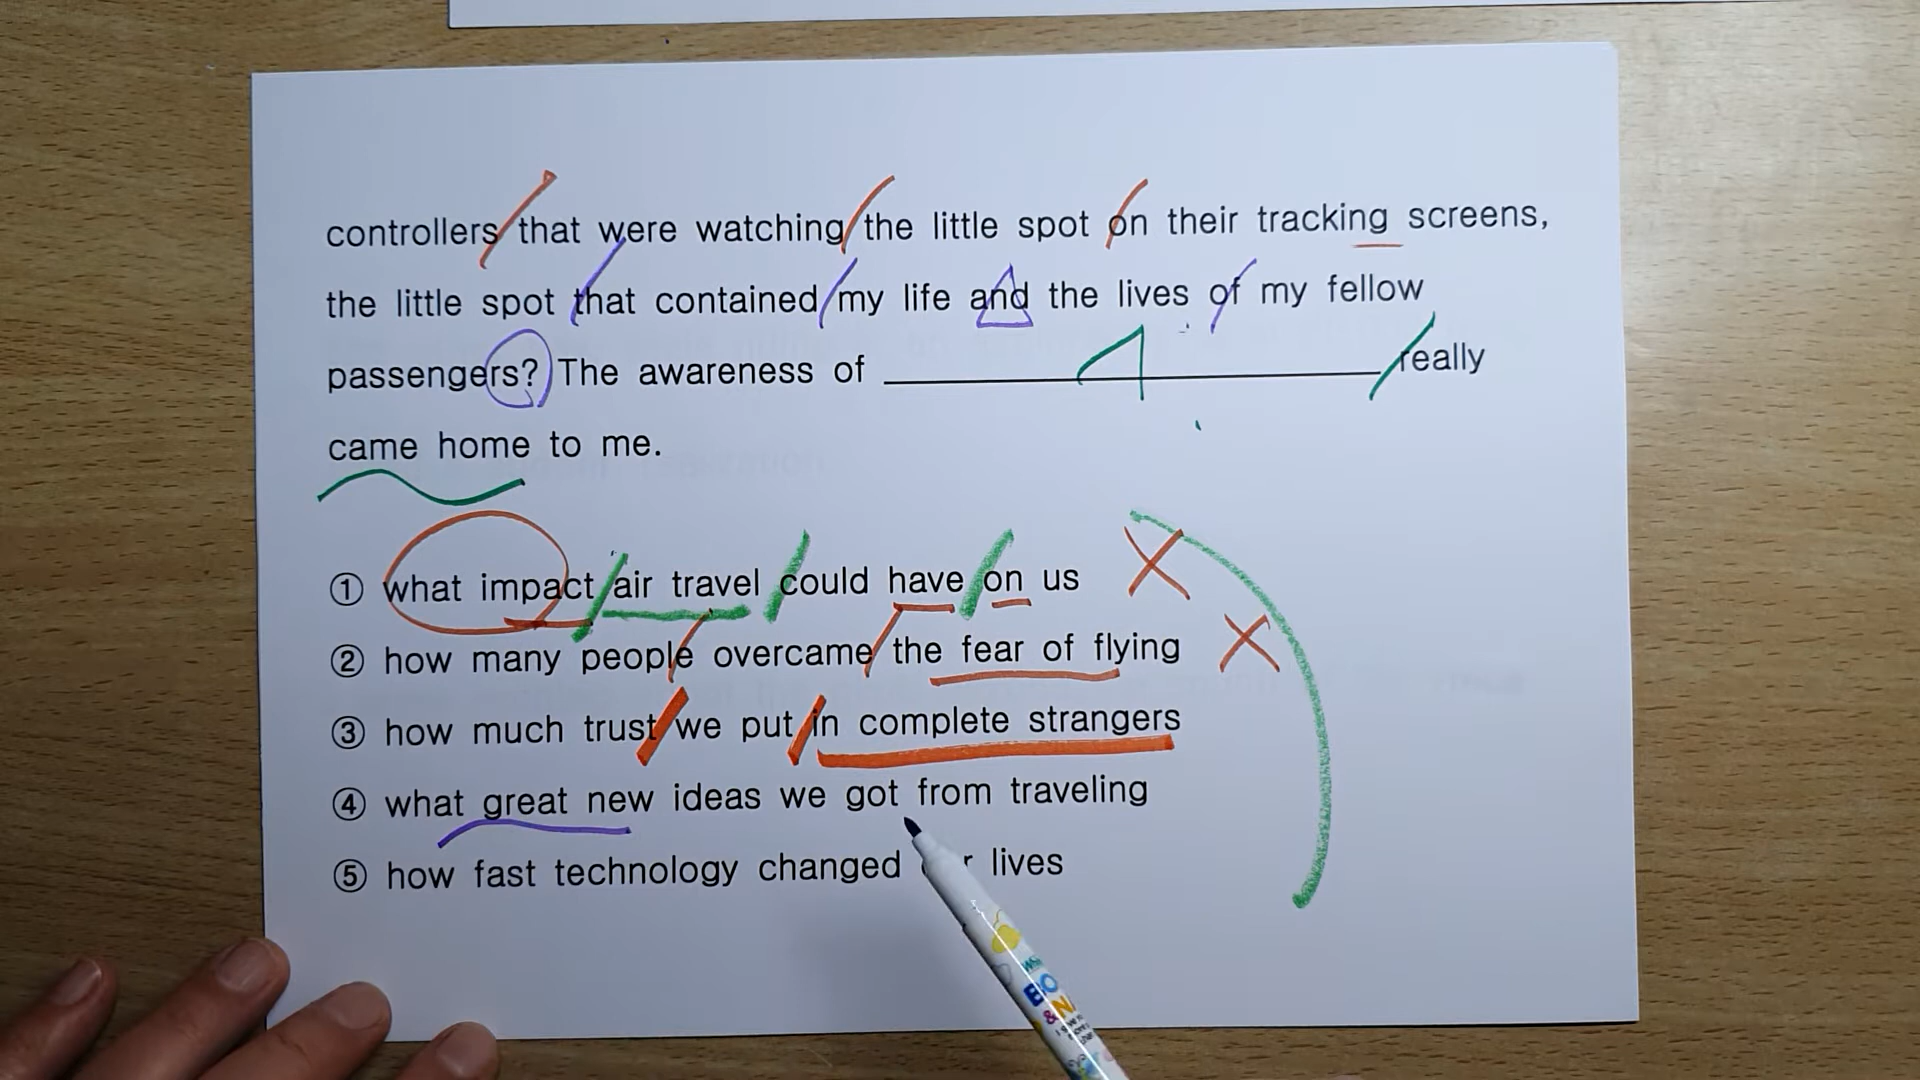 controllers that were watching the little spot on their tracking screens,
the little spot that contained my life and the lives of my fellow
passengers? The awareness of ____________________ really
came home to me.
① what impact air travel could have on us
② how many people overcame the fear of flying
③ how much trust we put in complete strangers
④ what great new ideas we got from traveling
⑤ how fast technology changed lives
BO
&